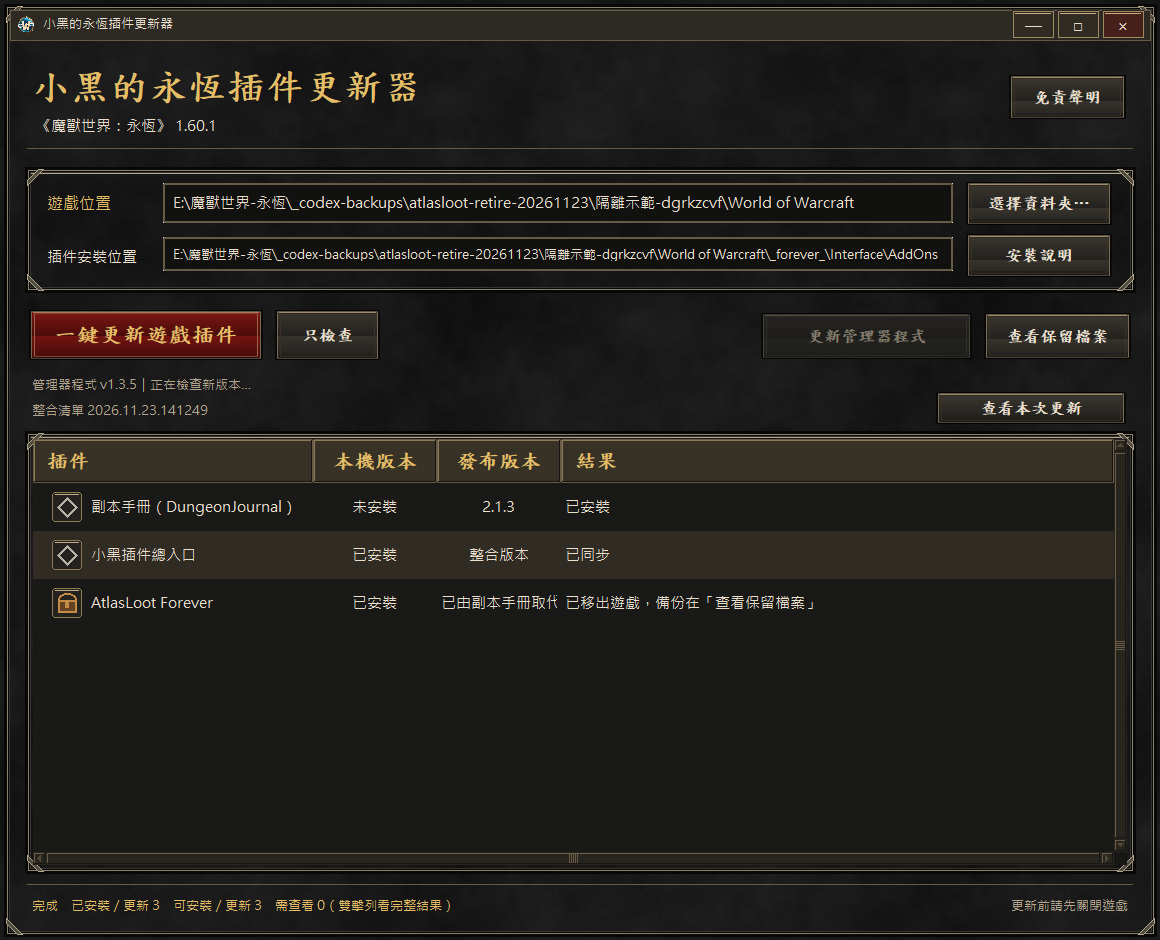 小黑的永恆插件更新器
小黑的永恆插件更新器
免責聲明
《魔獸世界：永恆》 1.60.1
遊戲位置
E:\魔獸世界-永恆\_codex-backups\atlasloot-retire-20261123\隔離示範-dgrkzcvf\World of Warcraft
選擇資料夾…
插件安裝位置
E:\魔獸世界-永恆\_codex-backups\atlasloot-retire-20261123\隔離示範-dgrkzcvf\World of Warcraft\_forever_\Interface\AddOns
安裝說明
一鍵更新遊戲插件
只檢查
更新管理器程式
查看保留檔案
管理器程式 v1.3.5｜正在檢查新版本...
整合清單 2026.11.23.141249
查看本次更新
插件 本機版本 發布版本 結果
副本手冊（DungeonJournal） 未安裝 2.1.3 已安裝
小黑插件總入口 已安裝 整合版本 已同步
AtlasLoot Forever 已安裝 已由副本手冊取代 已移出遊戲，備份在「查看保留檔案」
完成 已安裝 / 更新 3 可安裝 / 更新 3 需查看 0（雙擊列看完整結果）
更新前請先關閉遊戲